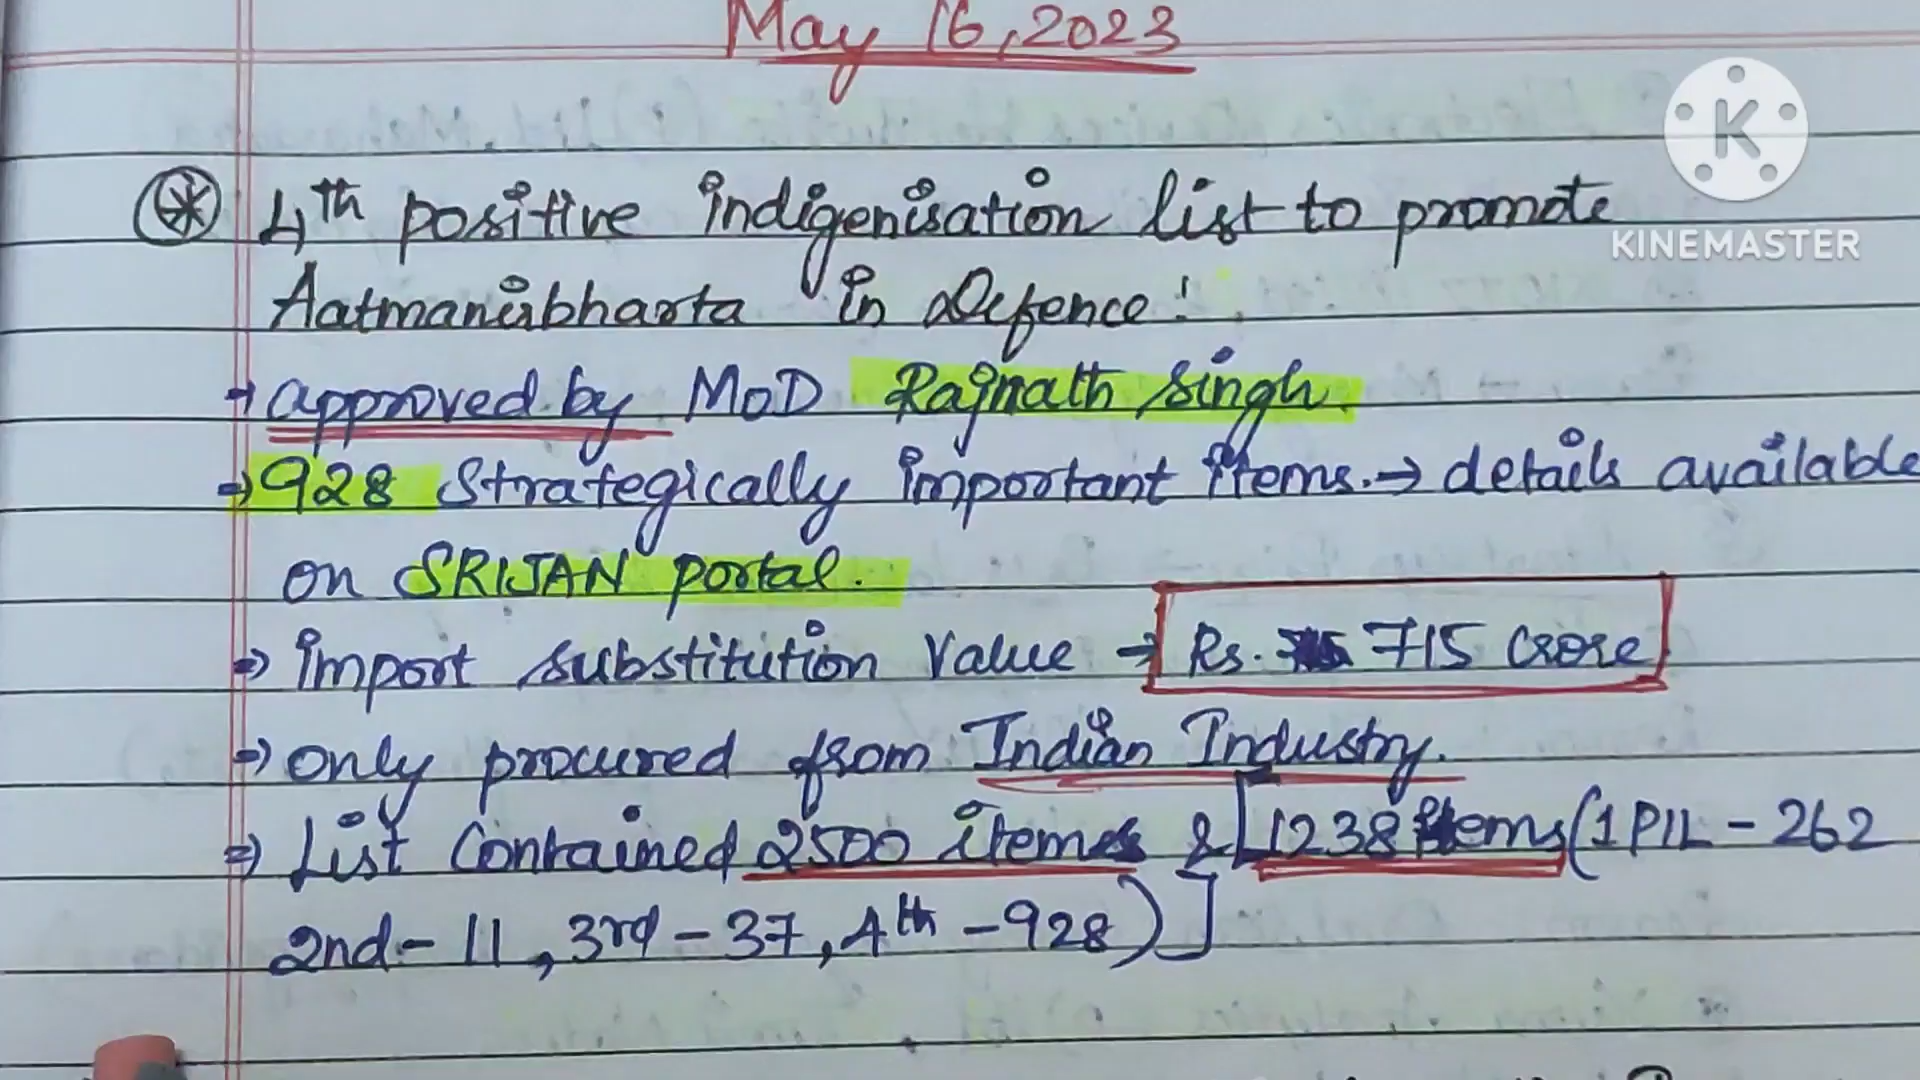 May 16, 2023
K
KINEMASTER
4th positive indigenisation list to promote
Aatmanirbharta in Defence:
→ approved by MoD Rajnath Singh.
→ 928 Strategically important items. → details available
on SRIJAN portal.
⇒ import substitution Value → Rs. 715 crore
⇒ only procured from Indian Industry.
⇒ List Contained 2500 items & [1238 items (1 PIL - 262
2nd - 11, 3rd - 37, 4th - 928)]